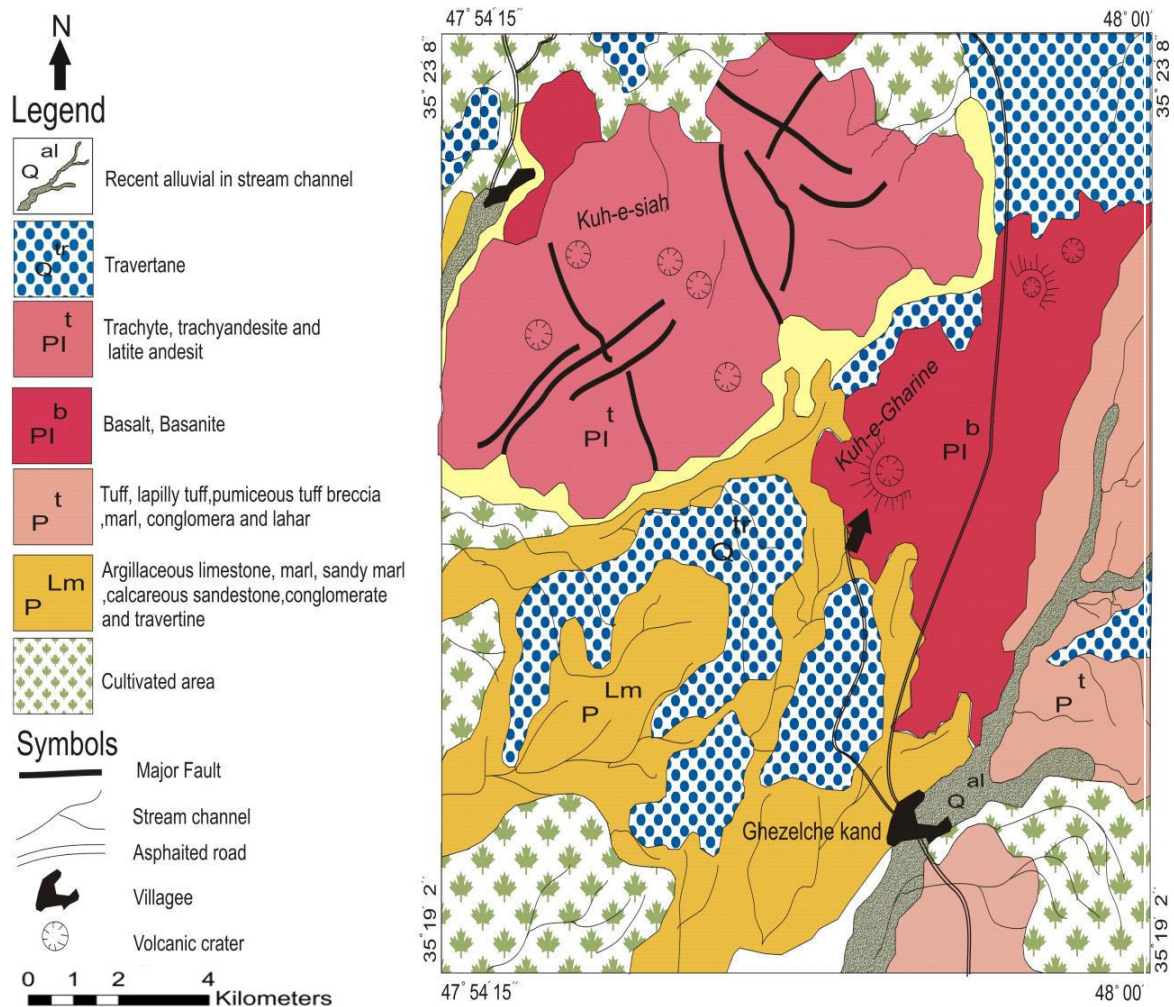 N
Legend
Q al
Recent alluvial in stream channel
Q tr
Travertane
Pl t
Trachyte, trachyandesite and
latite andesit
Pl b
Basalt, Basanite
P t
Tuff, lapilly tuff,pumiceous tuff breccia
,marl, conglomera and lahar
P Lm
Argillaceous limestone, marl, sandy marl
,calcareous sandestone,conglomerate
and travertine
Cultivated area
Symbols
Major Fault
Stream channel
Asphaited road
Villagee
Volcanic crater
0 1 2 4
Kilometers
47° 54′ 15″
48° 00′
35° 23′ 8″
35° 23′ 8″
Kuh-e-siah
Pl t
Kuh-e-Gharine
Pl b
Q tr
P Lm
P t
Q al
Ghezelche kand
35° 19′ 2″
35° 19′ 2″
47° 54′ 15″
48° 00′